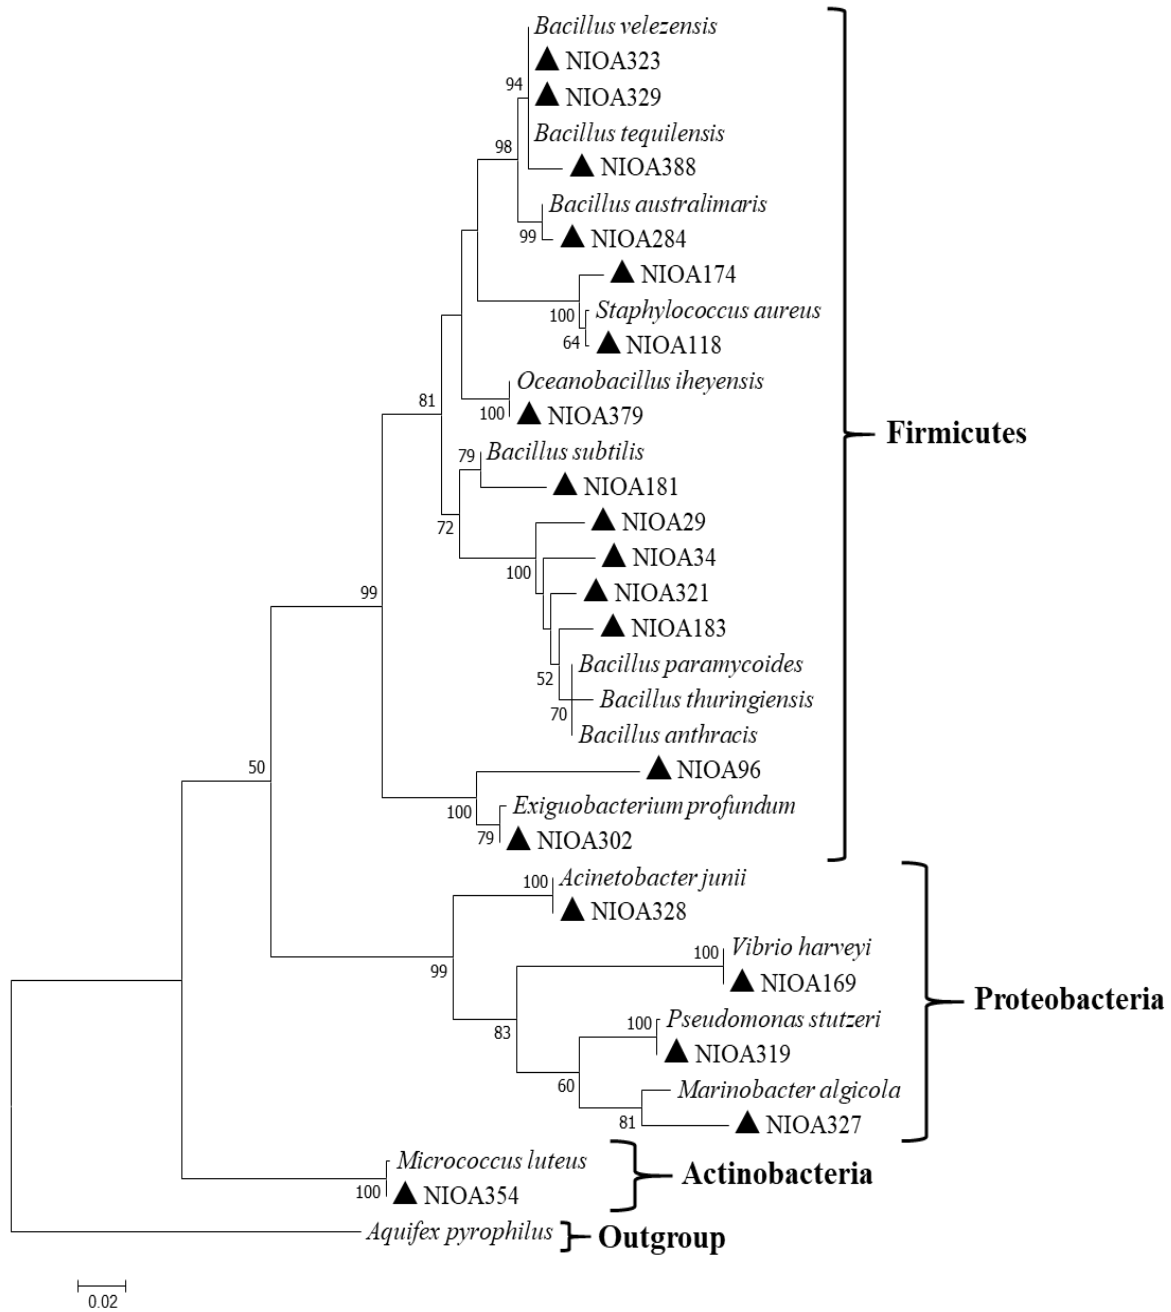 Bacillus velezensis
NIOA323
94
NIOA329
Bacillus tequilensis
98
NIOA388
Bacillus australimaris
99
NIOA284
NIOA174
100
Staphylococcus aureus
64
NIOA118
Oceanobacillus iheyensis
81
100
NIOA379
Firmicutes
79
Bacillus subtilis
NIOA181
72
NIOA29
NIOA34
100
99
NIOA321
NIOA183
Bacillus paramycoides
52
Bacillus thuringiensis
70
Bacillus anthracis
50
NIOA96
100
Exiguobacterium profundum
79
NIOA302
100
Acinetobacter junii
NIOA328
100
Vibrio harveyi
99
NIOA169
Proteobacteria
100
Pseudomonas stutzeri
83
NIOA319
60
Marinobacter algicola
81
NIOA327
Micrococcus luteus
Actinobacteria
100
NIOA354
Aquifex pyrophilus
Outgroup
0.02